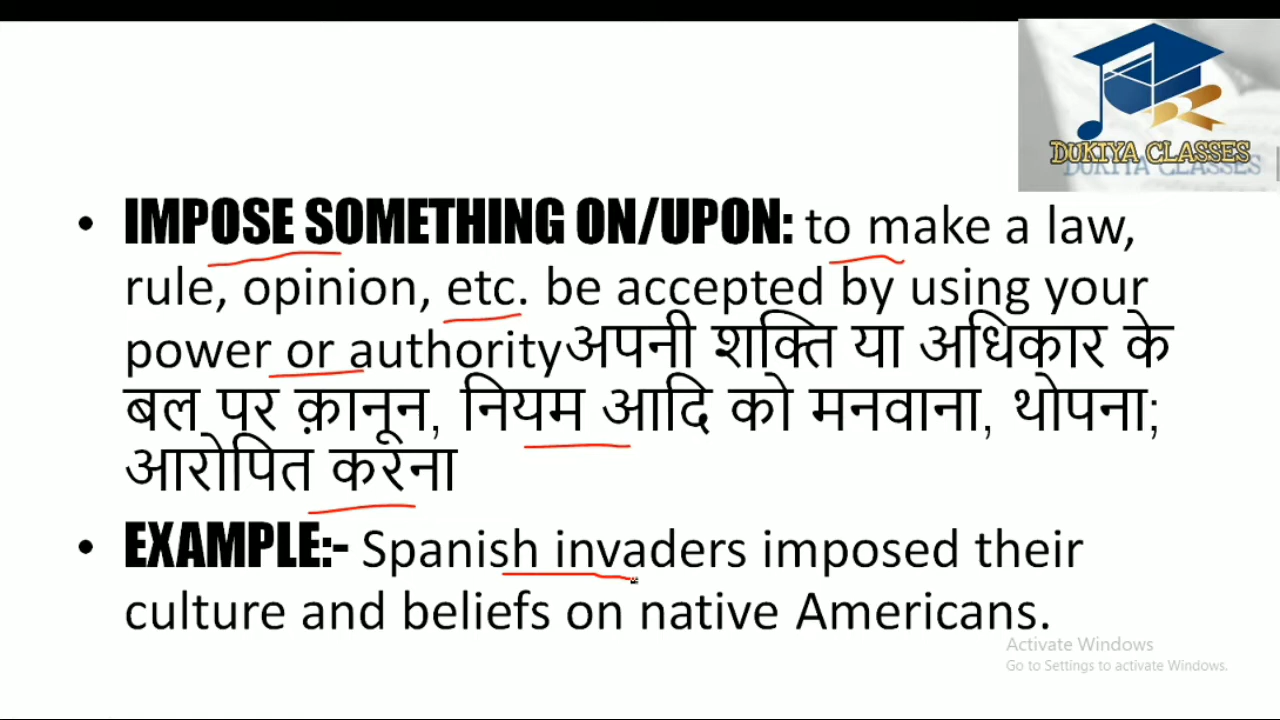 DUKIYA CLASSES
• IMPOSE SOMETHING ON/UPON: to make a law,
rule, opinion, etc. be accepted by using your
power or authorityअपनी शक्ति या अधिकार के
बल पर क़ानून, नियम आदि को मनवाना, थोपना;
आरोपित करना
• EXAMPLE:- Spanish invaders imposed their
culture and beliefs on native Americans.
Activate Windows
Go to Settings to activate Windows.